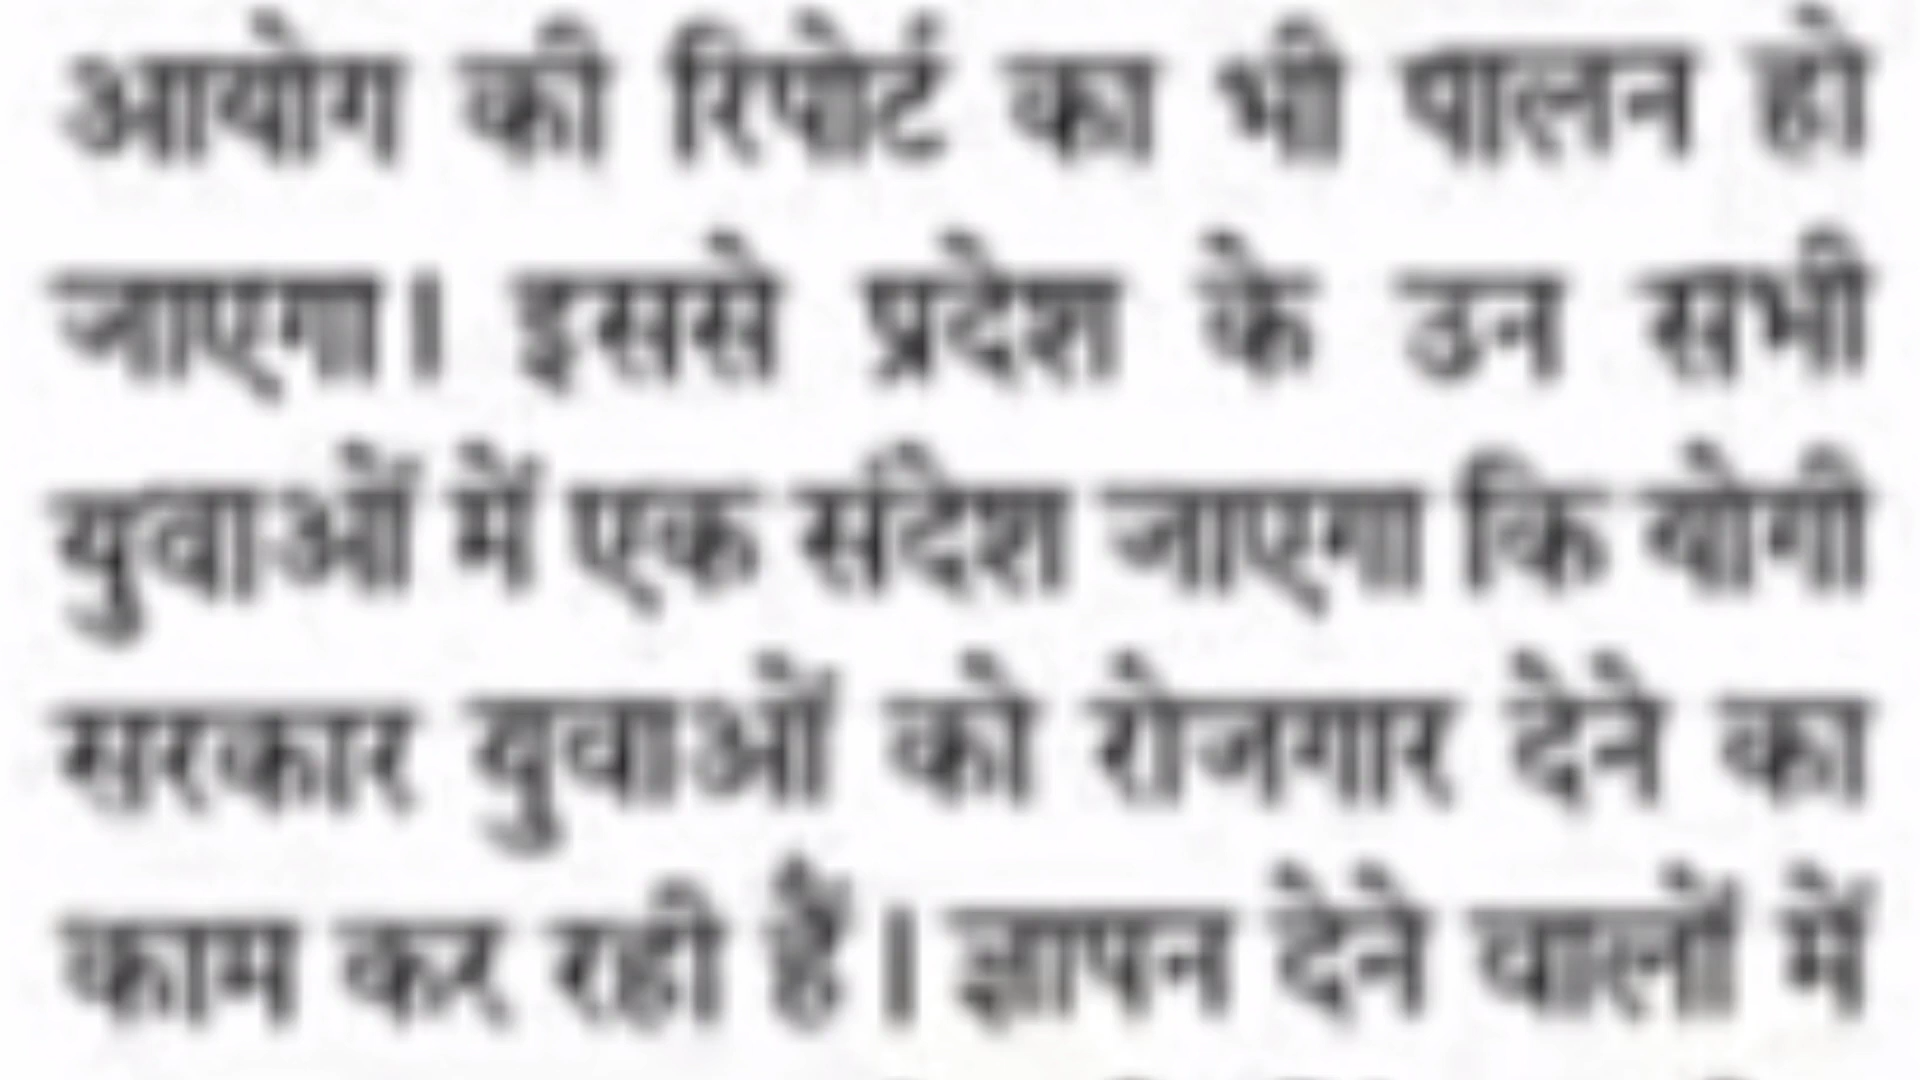 आयोग की रिपोर्ट का भी पालन हो
जाएगा। इससे प्रदेश के उन सभी
युवाओं में एक संदेश जाएगा कि योगी
सरकार युवाओं को रोजगार देने का
काम कर रही हैं। ज्ञापन देने वालों में